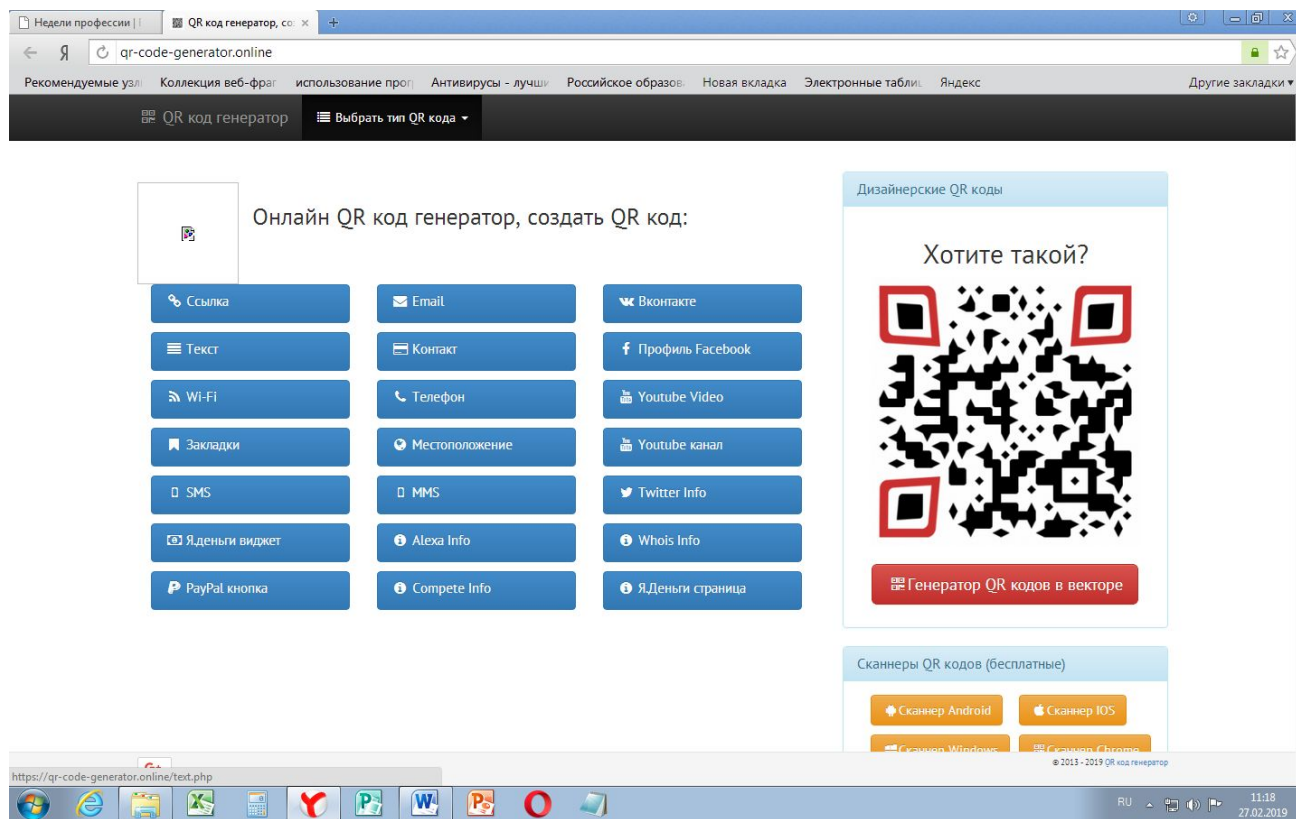 Недели профессии |
QR код генератор, со
qr-code-generator.online
Рекомендуемые узл Коллекция веб-фраг использование прог Антивирусы - лучши Российское образов Новая вкладка Электронные таблиц Яндекс Другие закладки
QR код генератор Выбрать тип QR кода
Онлайн QR код генератор, создать QR код:
Ссылка Email Вконтакте
Текст Контакт Профиль Facebook
Wi-Fi Телефон Youtube Video
Закладки Местоположение Youtube канал
SMS MMS Twitter Info
Я.деньги виджет Alexa Info Whois Info
PayPal кнопка Compete Info Я.Деньги страница
Дизайнерские QR коды
Хотите такой?
Генератор QR кодов в векторе
Сканнеры QR кодов (бесплатные)
Сканнер Android Сканнер IOS
Сканнер Windows Сканнер Chrome
© 2013 - 2019 QR код генератор
https://qr-code-generator.online/text.php
RU 11:18
27.02.2019